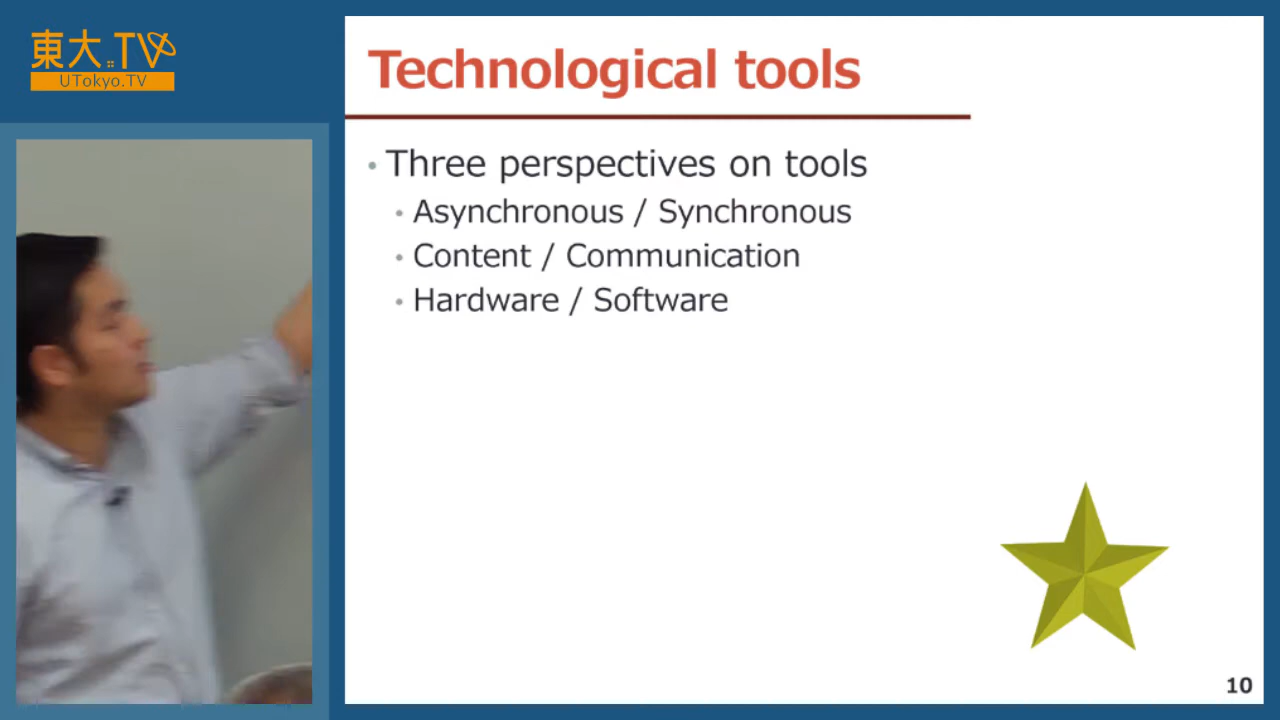 東大.TV
UTokyo.TV
Technological tools
• Three perspectives on tools
• Asynchronous / Synchronous
• Content / Communication
• Hardware / Software
10